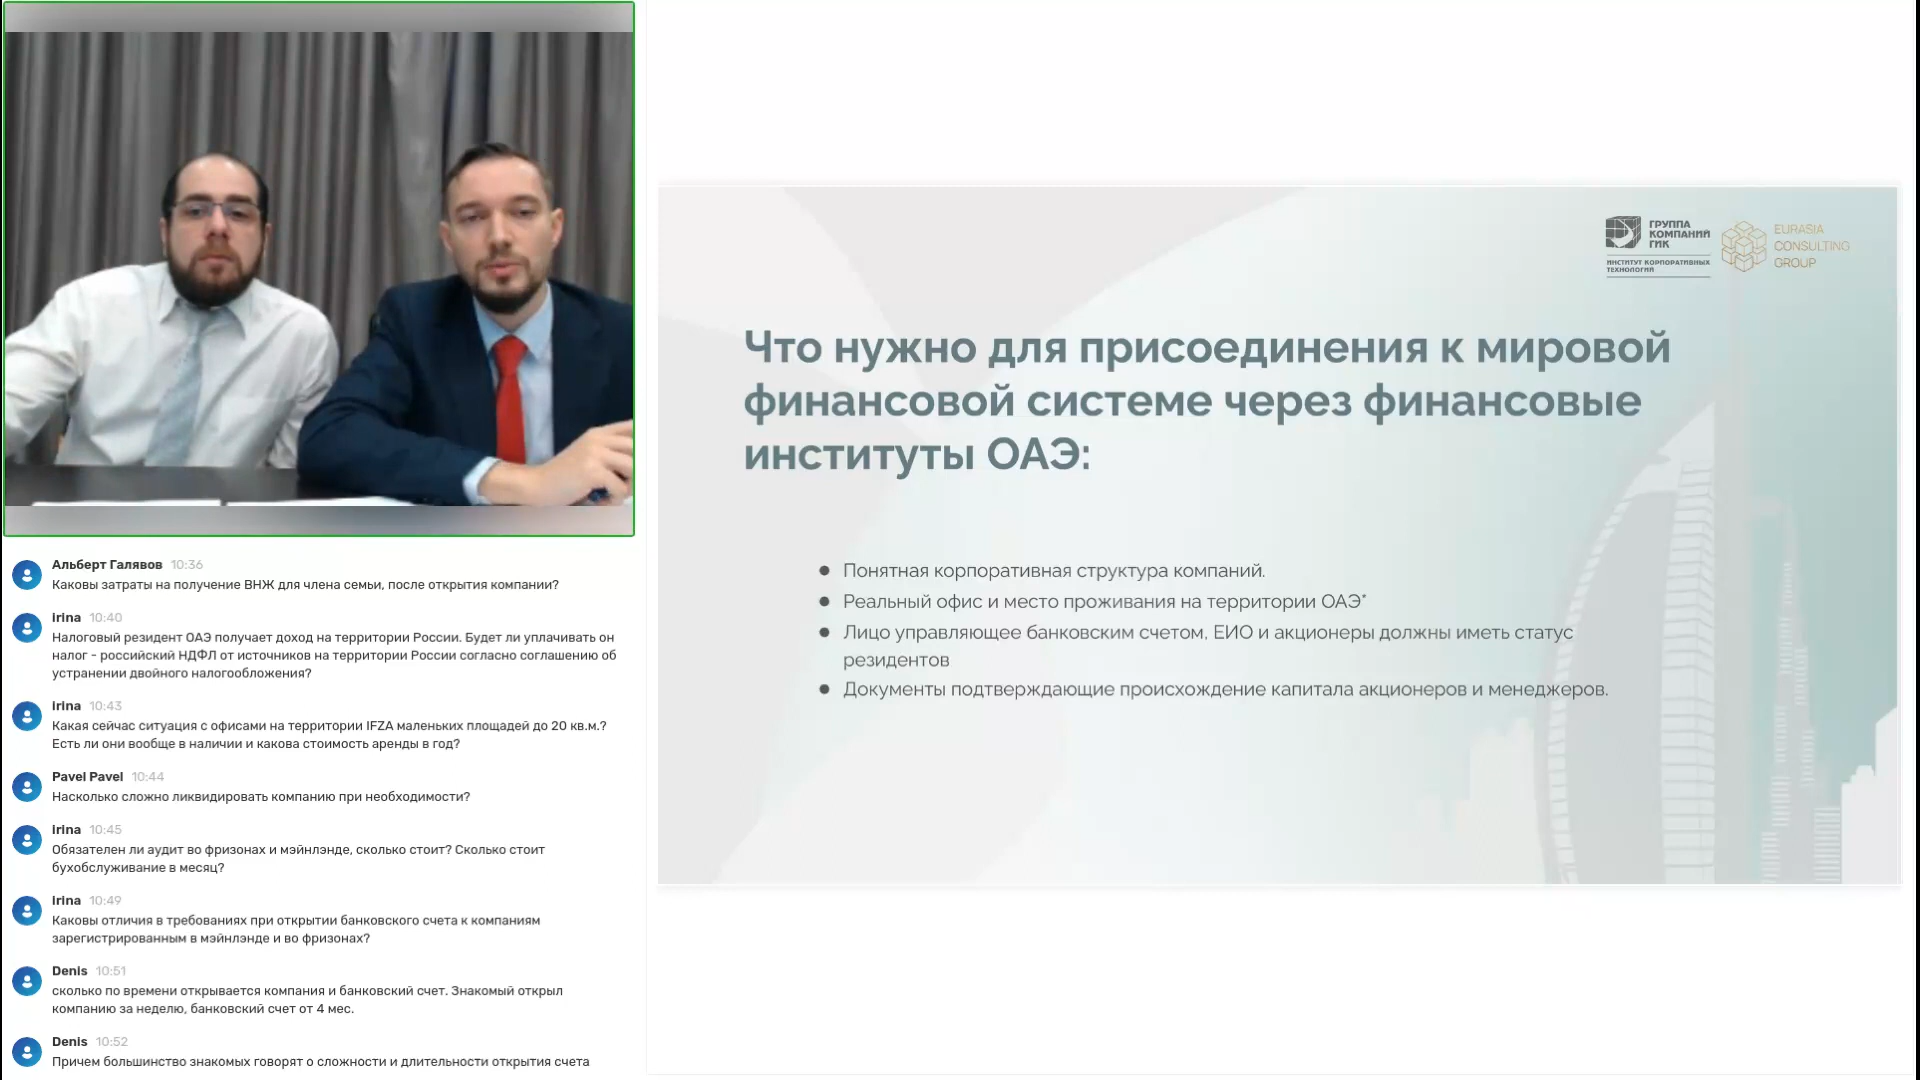 Альберт Галявов 10:36
Каковы затраты на получение ВНЖ для члена семьи, после открытия компании?
irina 10:40
Налоговый резидент ОАЭ получает доход на территории России. Будет ли уплачивать он
налог - российский НДФЛ от источников на территории России согласно соглашению об
устранении двойного налогообложения?
irina 10:43
Какая сейчас ситуация с офисами на территории IFZA маленьких площадей до 20 кв.м.?
Есть ли они вообще в наличии и какова стоимость аренды в год?
Pavel Pavel 10:44
Насколько сложно ликвидировать компанию при необходимости?
irina 10:45
Обязателен ли аудит во фризонах и мэйнлэнде, сколько стоит? Сколько стоит
бухобслуживание в месяц?
irina 10:49
Каковы отличия в требованиях при открытии банковского счета к компаниям
зарегистрированным в мэйнлэнде и во фризонах?
Denis 10:51
сколько по времени открывается компания и банковский счет. Знакомый открыл
компанию за неделю, банковский счет от 4 мес.
Denis 10:52
Причем большинство знакомых говорят о сложности и длительности открытия счета
ГРУППА
КОМПАНИЙ
ГИК
ИНСТИТУТ КОРПОРАТИВНЫХ
ТЕХНОЛОГИЙ
EURASIA
CONSULTING
GROUP
Что нужно для присоединения к мировой
финансовой системе через финансовые
институты ОАЭ:
● Понятная корпоративная структура компаний.
● Реальный офис и место проживания на территории ОАЭ*
● Лицо управляющее банковским счетом, ЕИО и акционеры должны иметь статус
резидентов
● Документы подтверждающие происхождение капитала акционеров и менеджеров.